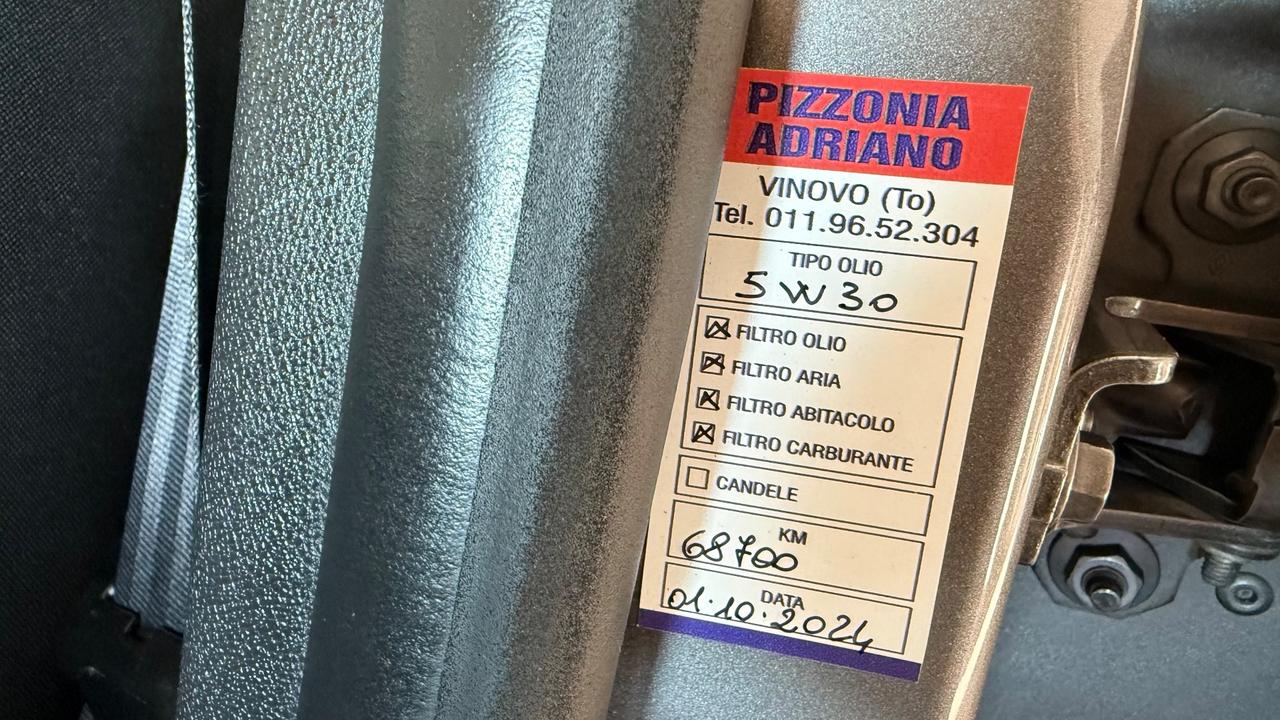 PIZZONIA
ADRIANO
VINOVO (To)
Tel. 011.96.52.304
TIPO OLIO
5W30
FILTRO OLIO
FILTRO ARIA
FILTRO ABITACOLO
FILTRO CARBURANTE
CANDELE
KM
68700
DATA
01.10.2024